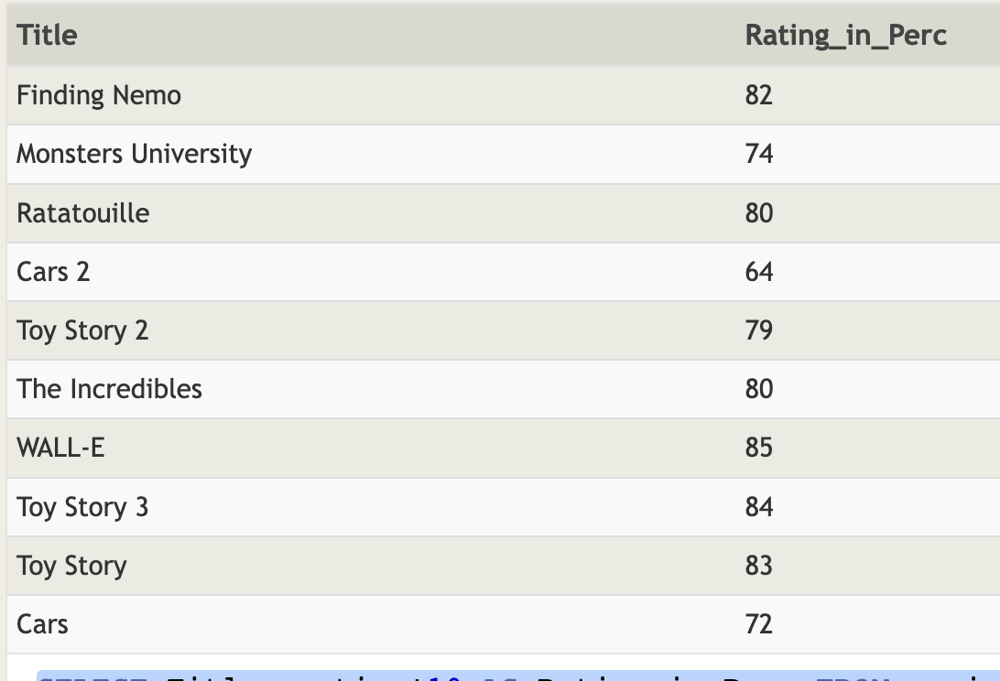 Title Rating_in_Perc
Finding Nemo 82
Monsters University 74
Ratatouille 80
Cars 2 64
Toy Story 2 79
The Incredibles 80
WALL-E 85
Toy Story 3 84
Toy Story 83
Cars 72